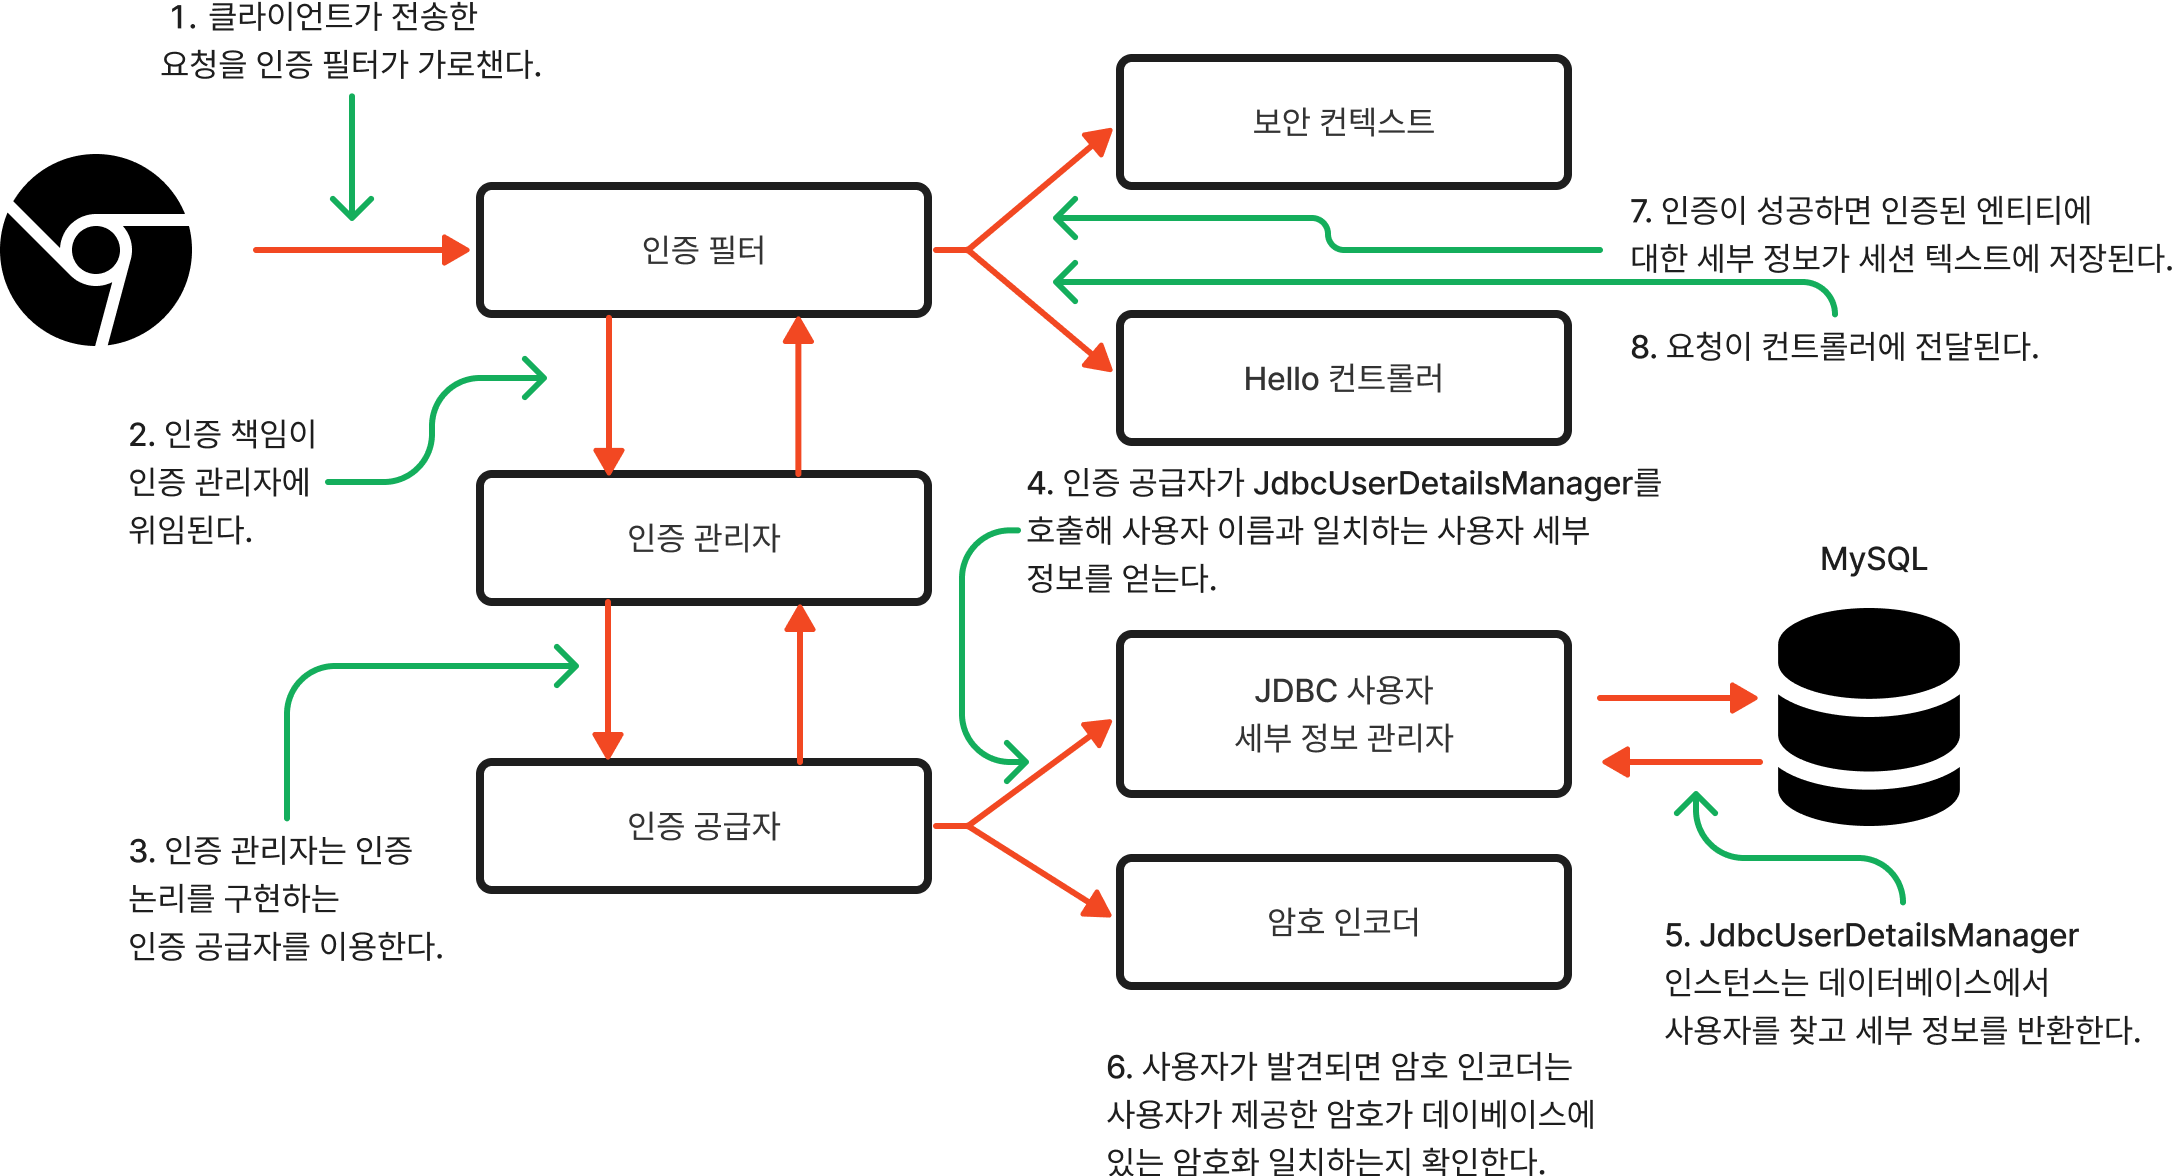 1. 클라이언트가 전송한
요청을 인증 필터가 가로챈다.
보안 컨텍스트
인증 필터
7. 인증이 성공하면 인증된 엔티티에
대한 세부 정보가 세션 텍스트에 저장된다.
8. 요청이 컨트롤러에 전달된다.
Hello 컨트롤러
2. 인증 책임이
인증 관리자에
위임된다.
인증 관리자
4. 인증 공급자가 JdbcUserDetailsManager를
호출해 사용자 이름과 일치하는 사용자 세부
정보를 얻는다.
MySQL
JDBC 사용자
세부 정보 관리자
인증 공급자
3. 인증 관리자는 인증
논리를 구현하는
인증 공급자를 이용한다.
암호 인코더
5. JdbcUserDetailsManager
인스턴스는 데이터베이스에서
사용자를 찾고 세부 정보를 반환한다.
6. 사용자가 발견되면 암호 인코더는
사용자가 제공한 암호가 데이베이스에
있는 암호화 일치하는지 확인한다.